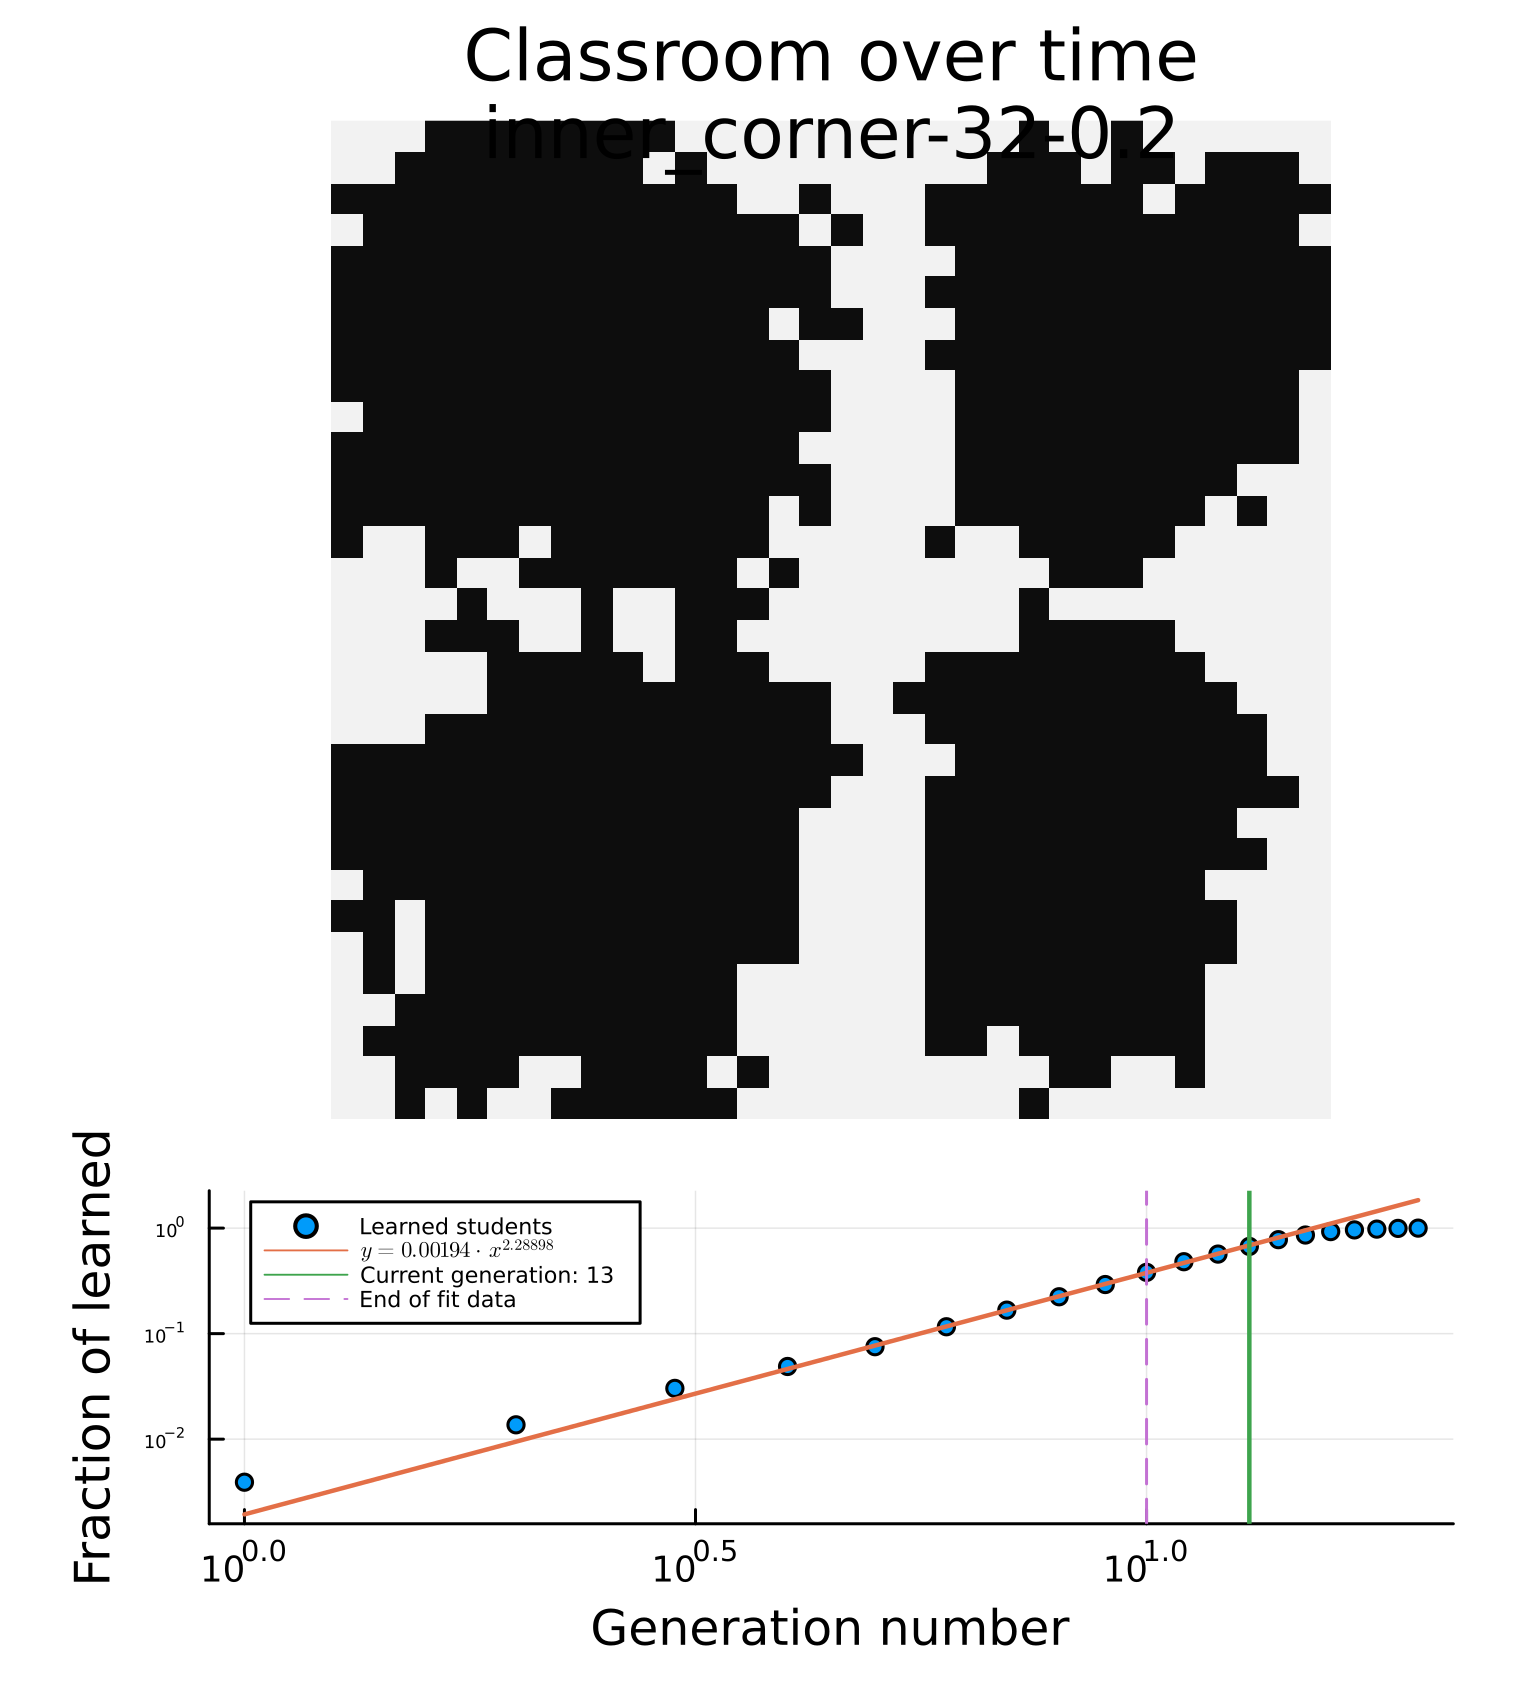 Classroom over time
inner_corner-32-0.2
Fraction of learned
10^0
10^-1
10^-2
Learned students
y = 0.00194 · x^2.28898
Current generation: 13
End of fit data
10^0.0
10^0.5
10^1.0
Generation number